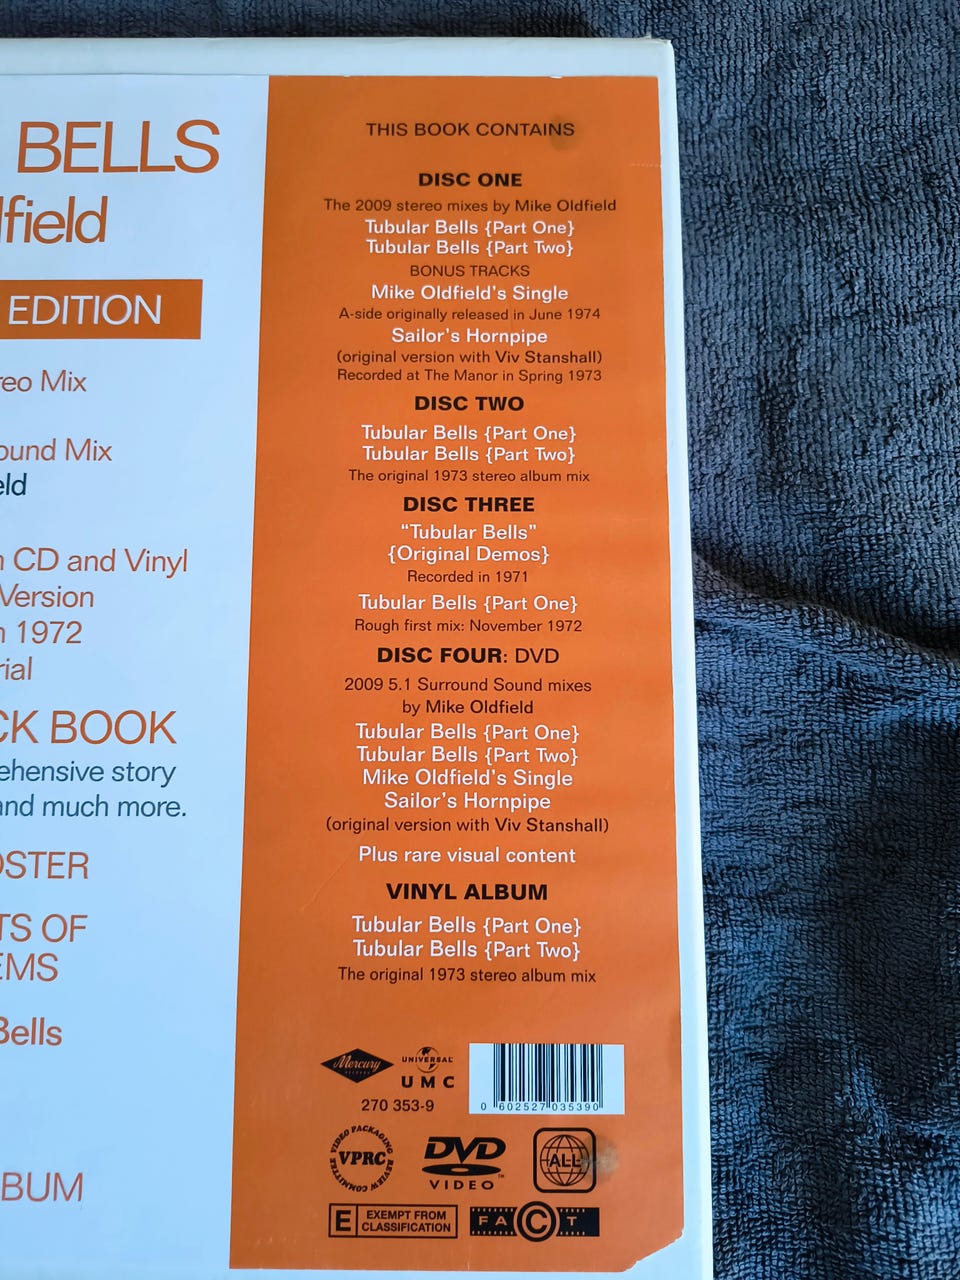 BELLS
lfield
EDITION
reo Mix
ound Mix
eld
n CD and Vinyl
Version
n 1972
rial
CK BOOK
ehensive story
and much more.
OSTER
TS OF
EMS
Bells
BUM
THIS BOOK CONTAINS
DISC ONE
The 2009 stereo mixes by Mike Oldfield
Tubular Bells {Part One}
Tubular Bells {Part Two}
BONUS TRACKS
Mike Oldfield's Single
A-side originally released in June 1974
Sailor's Hornpipe
(original version with Viv Stanshall)
Recorded at The Manor in Spring 1973
DISC TWO
Tubular Bells {Part One}
Tubular Bells {Part Two}
The original 1973 stereo album mix
DISC THREE
“Tubular Bells”
{Original Demos}
Recorded in 1971
Tubular Bells {Part One}
Rough first mix: November 1972
DISC FOUR: DVD
2009 5.1 Surround Sound mixes
by Mike Oldfield
Tubular Bells {Part One}
Tubular Bells {Part Two}
Mike Oldfield's Single
Sailor's Hornpipe
(original version with Viv Stanshall)
Plus rare visual content
VINYL ALBUM
Tubular Bells {Part One}
Tubular Bells {Part Two}
The original 1973 stereo album mix
Mercury
RECORDS
UNIVERSAL
UMC
270 353-9
0 602527 035390
VIDEO PACKAGING REVIEW COMMITTEE
VPRC
DVD
VIDEO™
ALL
E EXEMPT FROM
CLASSIFICATION
FACT